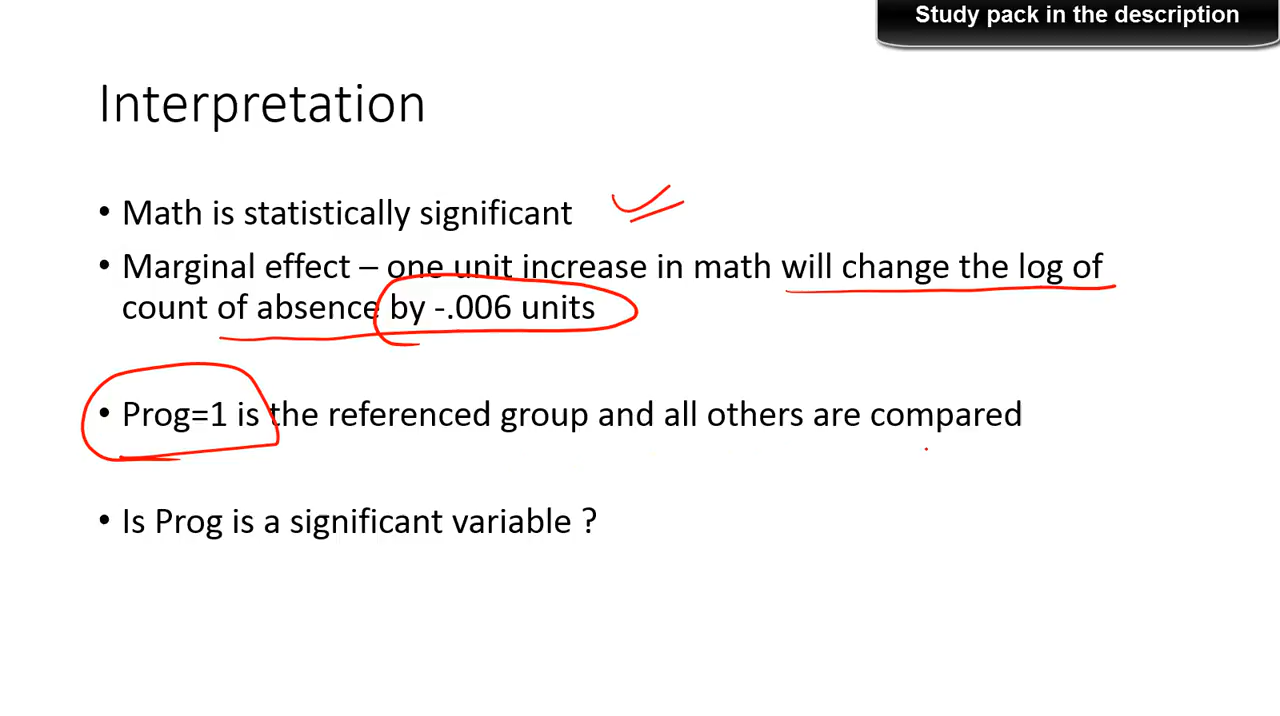 Study pack in the description
Interpretation
• Math is statistically significant
• Marginal effect – one unit increase in math will change the log of
count of absence by -.006 units
• Prog=1 is the referenced group and all others are compared
• Is Prog is a significant variable ?